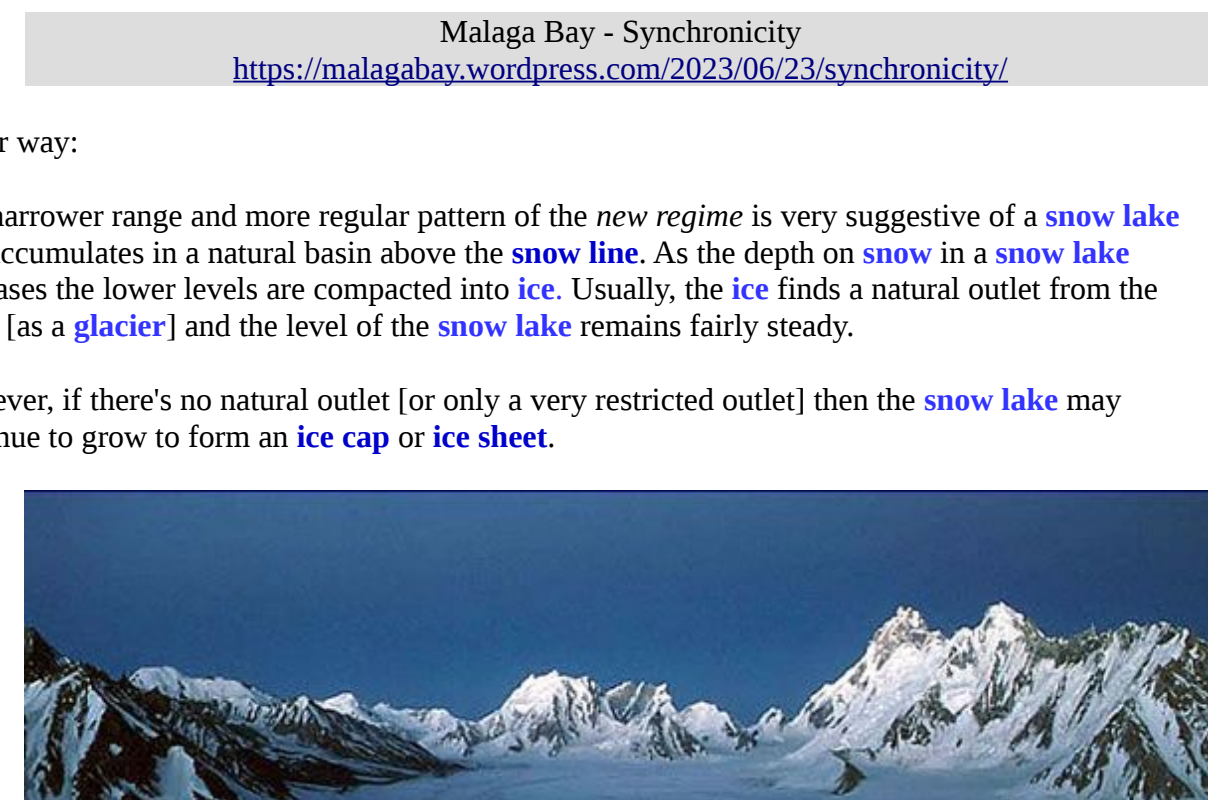 Malaga Bay - Synchronicity
https://malagabay.wordpress.com/2023/06/23/synchronicity/
r way:
narrower range and more regular pattern of the new regime is very suggestive of a snow lake
ccumulates in a natural basin above the snow line. As the depth on snow in a snow lake
ases the lower levels are compacted into ice. Usually, the ice finds a natural outlet from the
[as a glacier] and the level of the snow lake remains fairly steady.
ever, if there's no natural outlet [or only a very restricted outlet] then the snow lake may
nue to grow to form an ice cap or ice sheet.